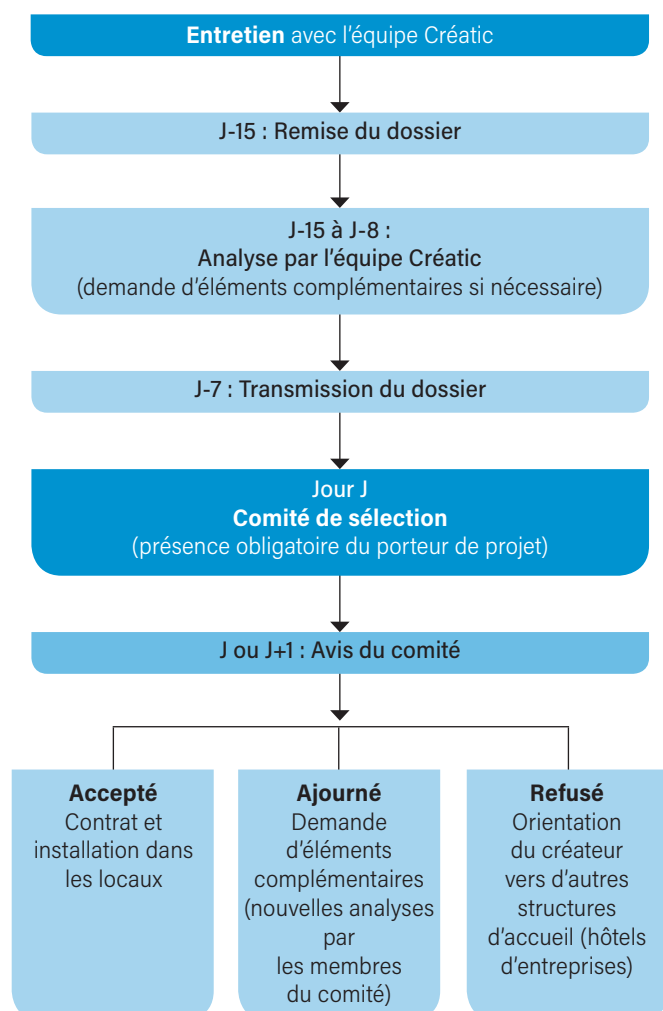 Entretien avec l'équipe Créatic
J-15 : Remise du dossier
J-15 à J-8 :
Analyse par l'équipe Créatic
(demande d'éléments complémentaires si nécessaire)
J-7 : Transmission du dossier
Jour J
Comité de sélection
(présence obligatoire du porteur de projet)
J ou J+1 : Avis du comité
Accepté
Contrat et
installation dans
les locaux
Ajourné
Demande
d'éléments
complémentaires
(nouvelles analyses
par
les membres
du comité)
Refusé
Orientation
du créateur
vers d'autres
structures
d'accueil (hôtels
d'entreprises)